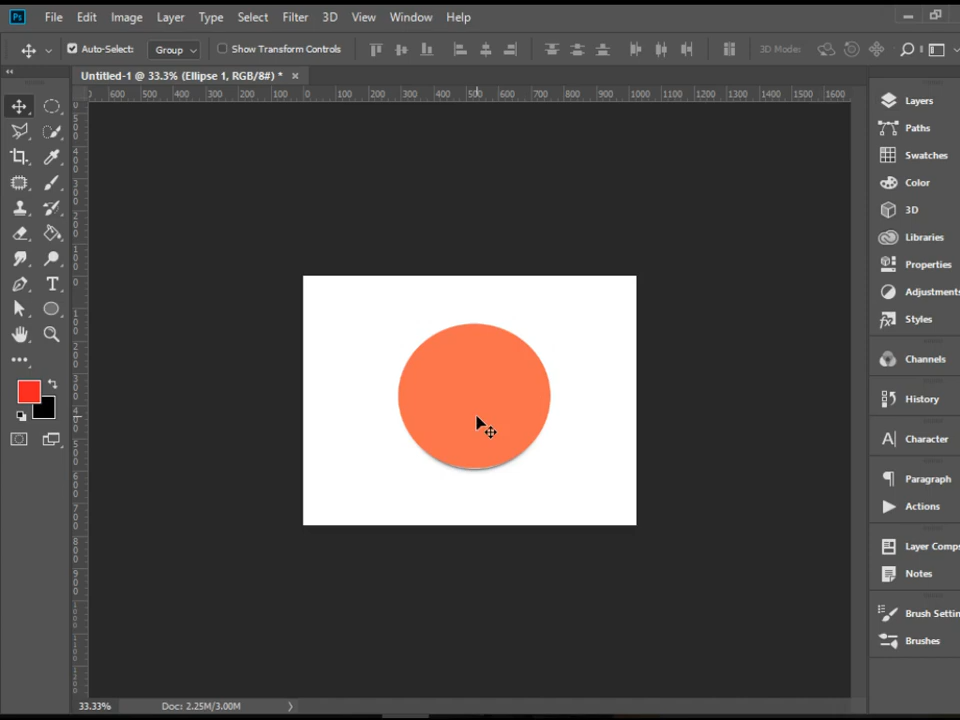 Ps File Edit Image Layer Type Select Filter 3D View Window Help
Auto-Select: Group Show Transform Controls 3D Mode:
Untitled-1 @ 33.3% (Ellipse 1, RGB/8#) * ×
600 500 400 300 200 100 0 100 200 300 400 500 600 700 800 900 1000 1100 1200 1300 1400 1500 1600
Layers
Paths
Swatches
Color
3D
Libraries
Properties
Adjustments
Styles
Channels
History
Character
Paragraph
Actions
Layer Comps
Notes
Brush Settin
Brushes
33.33% Doc: 2.25M/3.00M